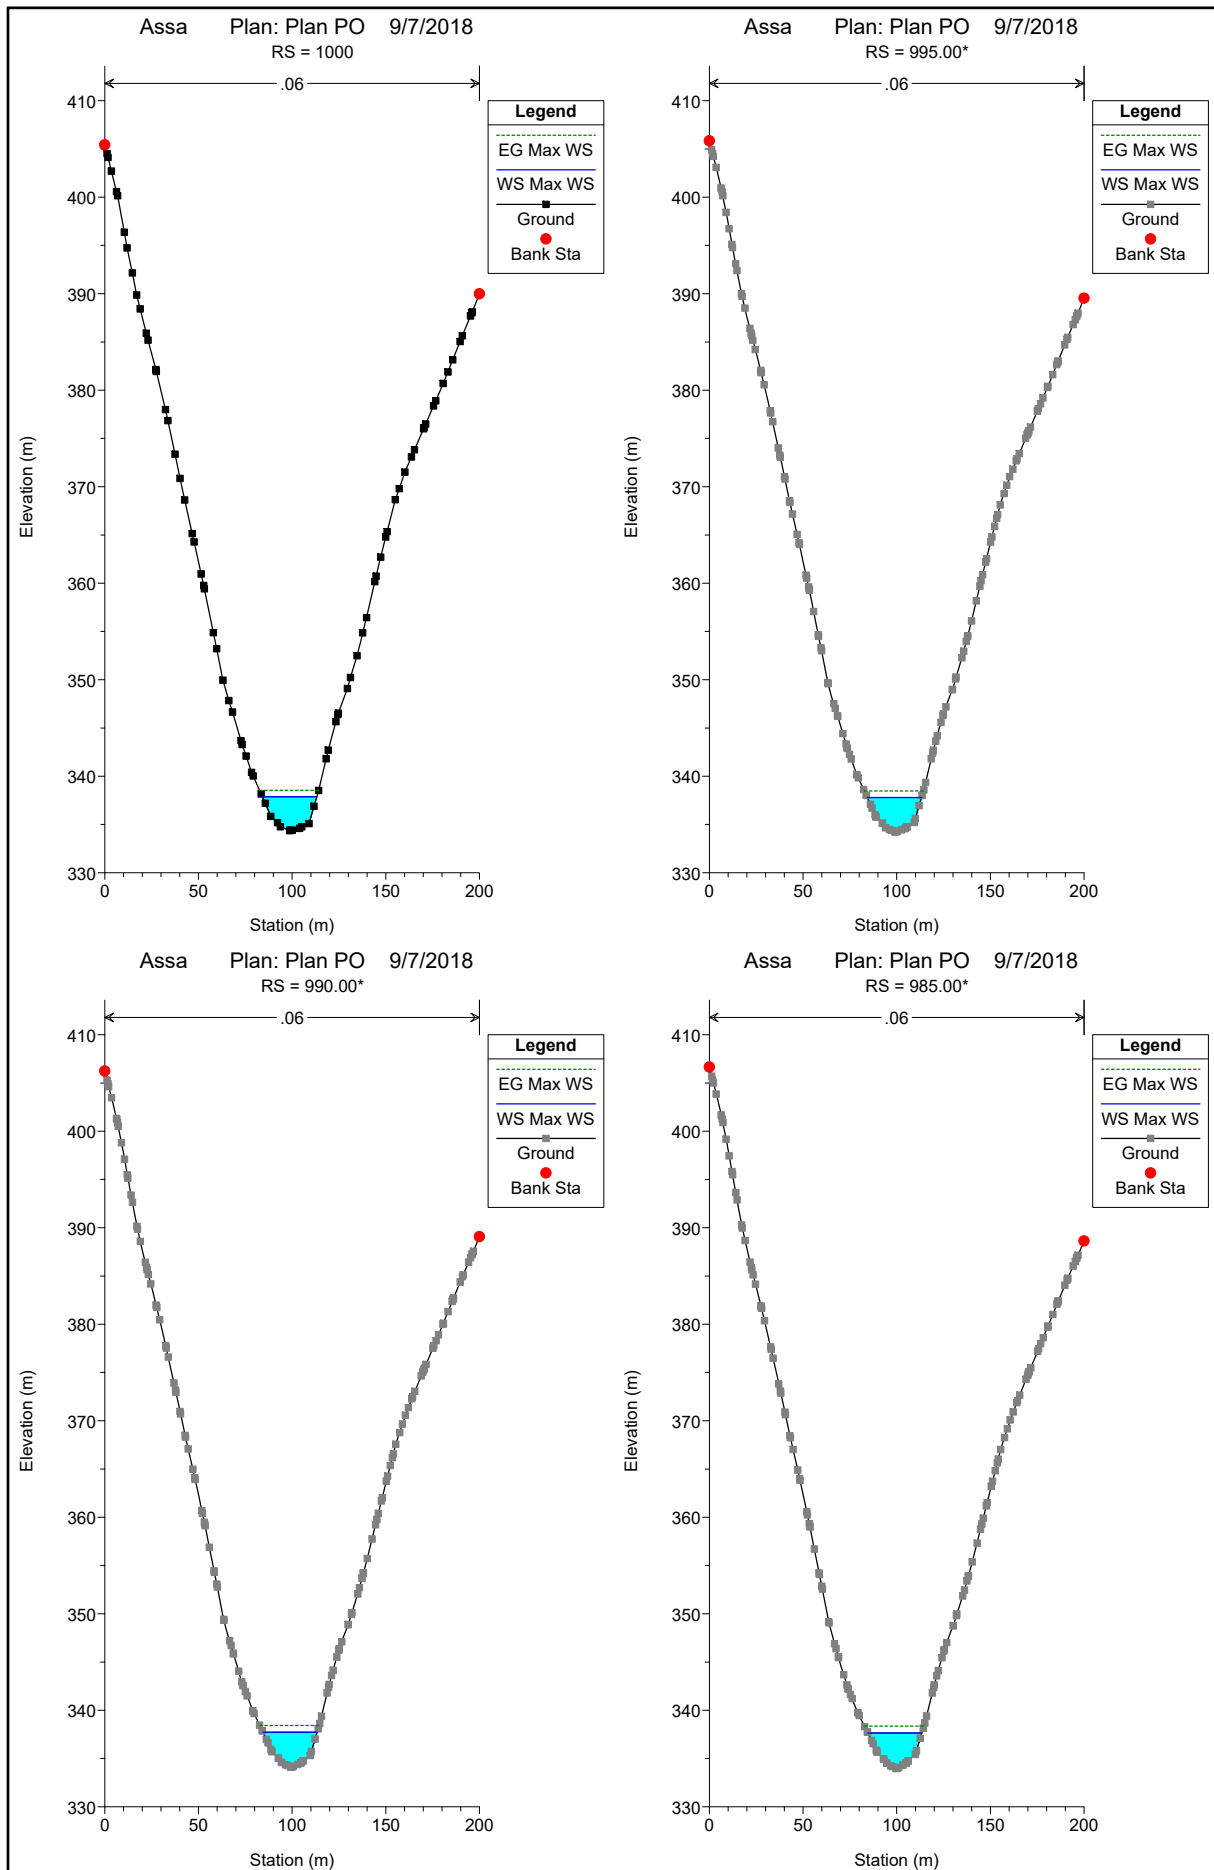 Assa Plan: Plan PO 9/7/2018
RS = 1000
.06
Legend
EG Max WS
WS Max WS
Ground
Bank Sta
410
400
390
380
370
360
350
340
330
Elevation (m)
0 50 100 150 200
Station (m)
Assa Plan: Plan PO 9/7/2018
RS = 995.00*
.06
Legend
EG Max WS
WS Max WS
Ground
Bank Sta
410
400
390
380
370
360
350
340
330
Elevation (m)
0 50 100 150 200
Station (m)
Assa Plan: Plan PO 9/7/2018
RS = 990.00*
.06
Legend
EG Max WS
WS Max WS
Ground
Bank Sta
410
400
390
380
370
360
350
340
330
Elevation (m)
0 50 100 150 200
Station (m)
Assa Plan: Plan PO 9/7/2018
RS = 985.00*
.06
Legend
EG Max WS
WS Max WS
Ground
Bank Sta
410
400
390
380
370
360
350
340
330
Elevation (m)
0 50 100 150 200
Station (m)